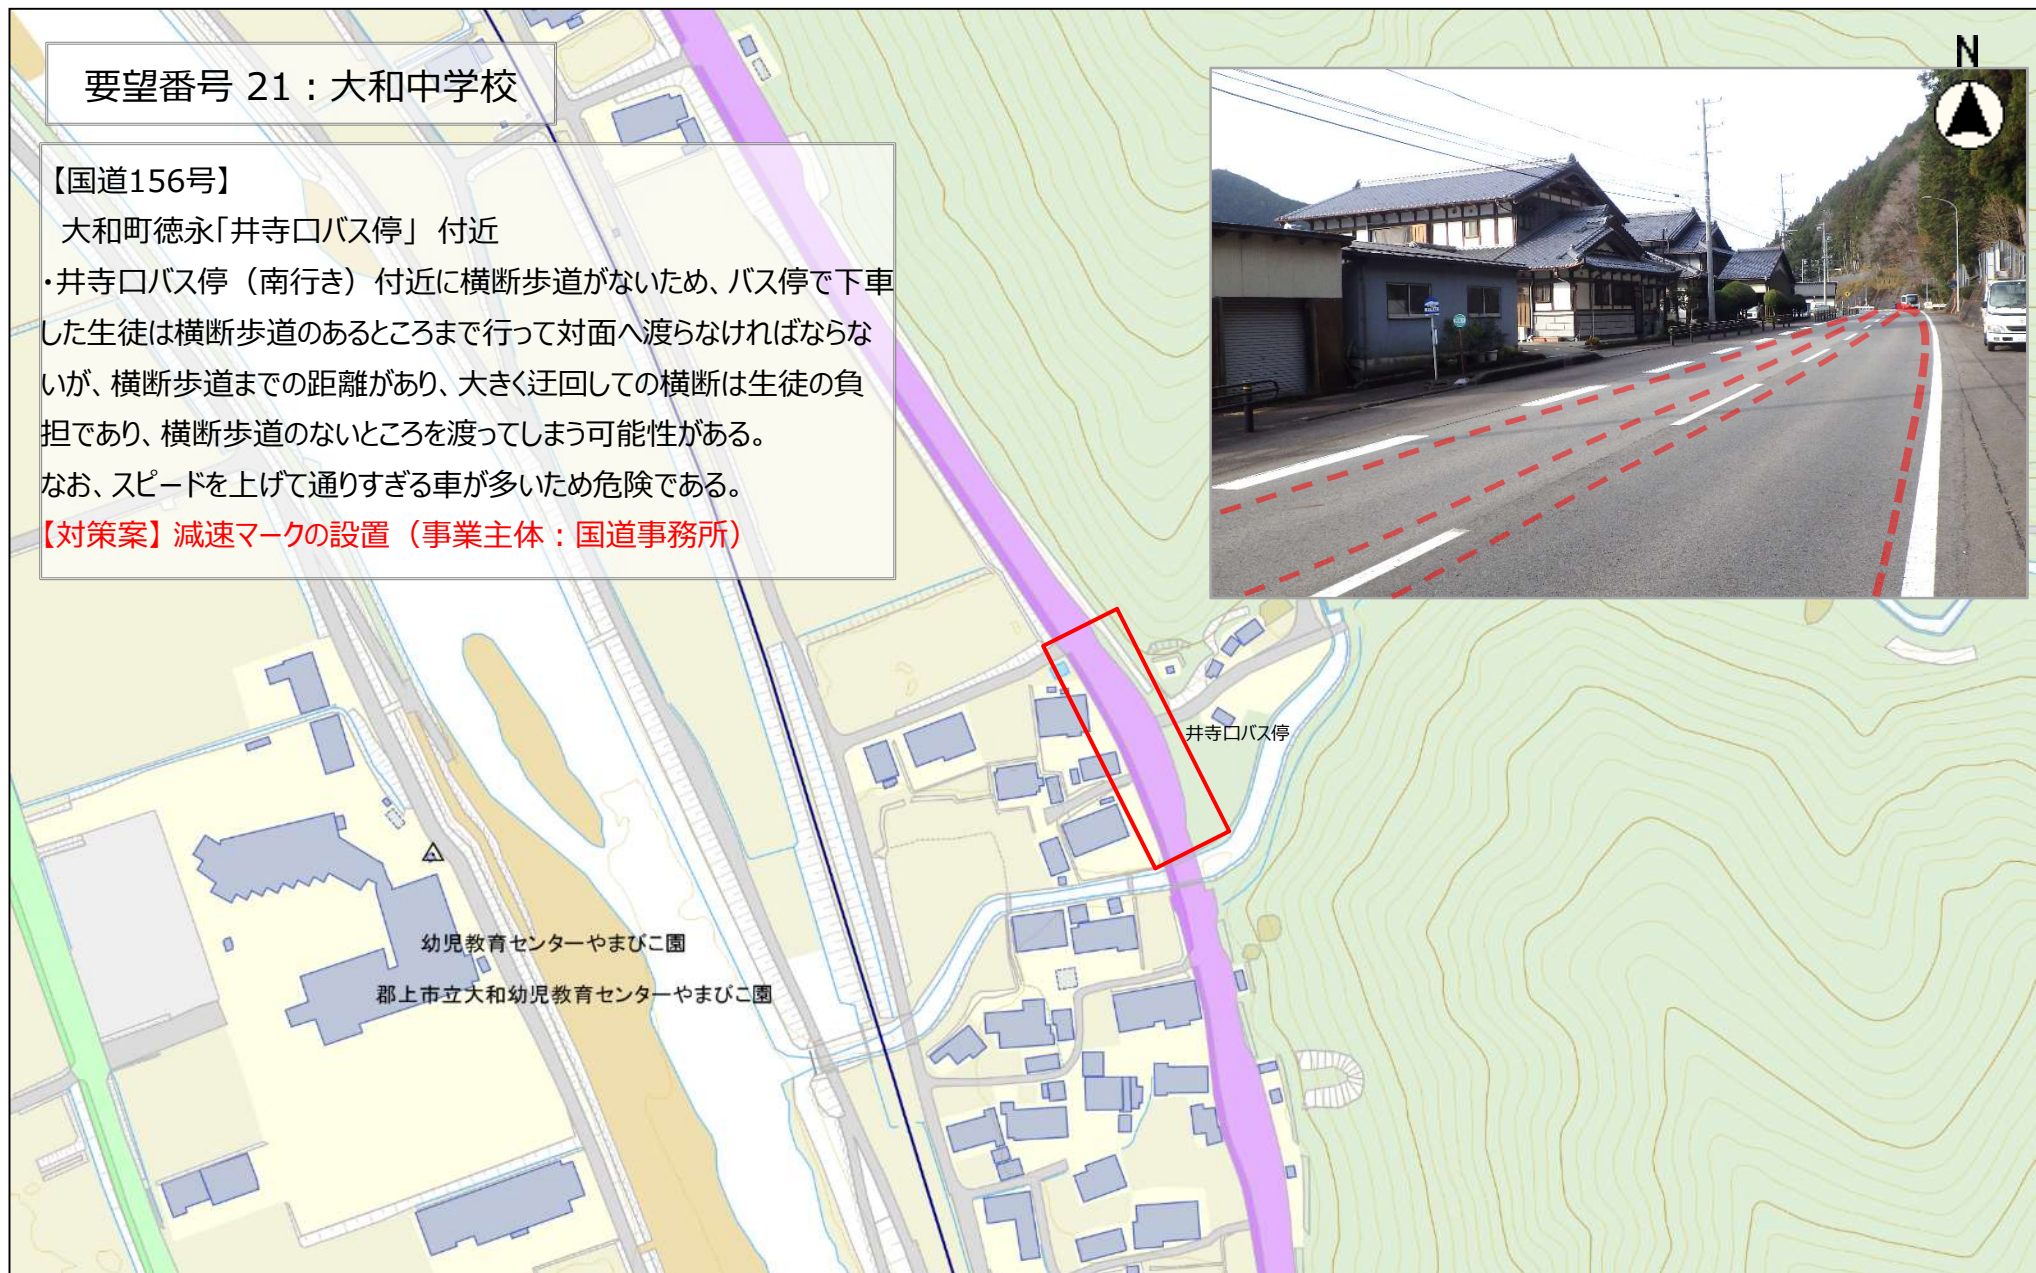 要望番号 21：大和中学校
【国道156号】
大和町徳永「井寺口バス停」 付近
・井寺口バス停（南行き）付近に横断歩道がないため、バス停で下車
した生徒は横断歩道のあるところまで行って対面へ渡らなければならな
いが、横断歩道までの距離があり、大きく迂回しての横断は生徒の負
担であり、横断歩道のないところを渡ってしまう可能性がある。
なお、スピードを上げて通りすぎる車が多いため危険である。
【対策案】減速マークの設置（事業主体：国道事務所）
N
井寺口バス停
幼児教育センターやまびこ園
郡上市立大和幼児教育センターやまびこ園